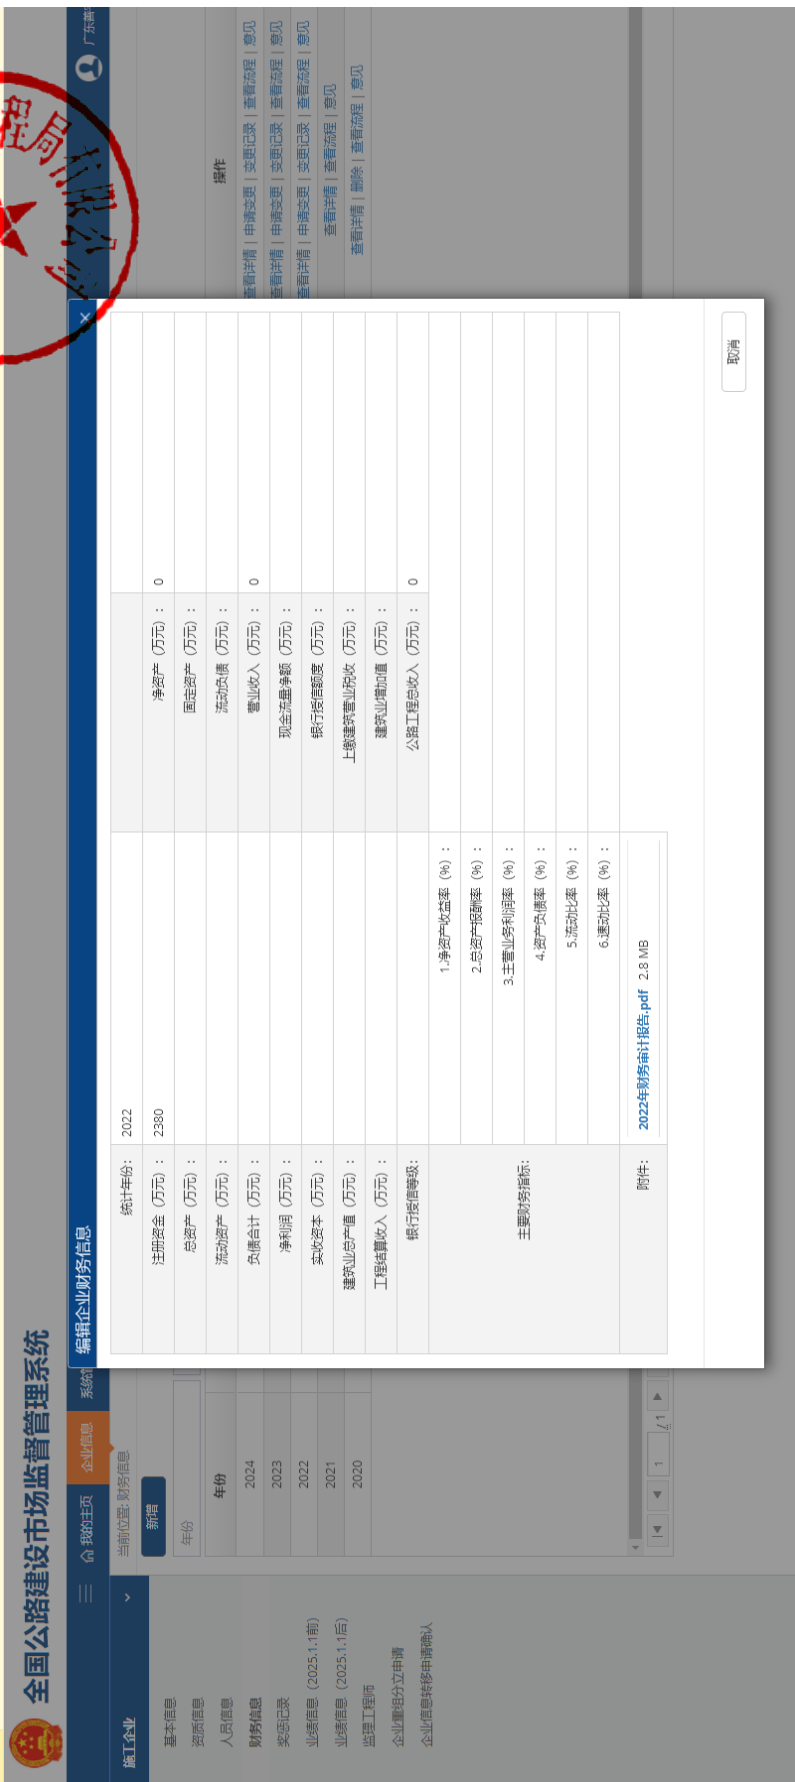 全国公路建设市场监督管理系统
我的主页
企业信息
系统管
广东善
施工企业
基本信息
资质信息
人员信息
财务信息
奖惩记录
业绩信息（2025.1.1前）
业绩信息（2025.1.1后）
监理工程师
企业重组分立申请
企业信息转移申请确认
当前位置: 财务信息
新增
年份
年份 操作
2024 查看详情 | 申请变更 | 变更记录 | 查看流程 | 意见
2023 查看详情 | 申请变更 | 变更记录 | 查看流程 | 意见
2022 查看详情 | 申请变更 | 变更记录 | 查看流程 | 意见
2021 查看详情 | 查看流程 | 意见
2020 查看详情 | 删除 | 查看流程 | 意见
1 / 1
编辑企业财务信息 ×
统计年份： 2022
注册资金（万元）： 2380 净资产（万元）： 0
总资产（万元）： 固定资产（万元）：
流动资产（万元）： 流动负债（万元）：
负债合计（万元）： 营业收入（万元）： 0
净利润（万元）： 现金流量净额（万元）：
实收资本（万元）： 银行授信额度（万元）：
建筑业总产值（万元）： 上缴建筑营业税收（万元）：
工程结算收入（万元）： 建筑业增加值（万元）：
银行授信等级： 公路工程总收入（万元）： 0
主要财务指标：
1.净资产收益率（%）：
2.总资产报酬率（%）：
3.主营业务利润率（%）：
4.资产负债率（%）：
5.流动比率（%）：
6.速动比率（%）：
附件： 2022年财务审计报告.pdf 2.8 MB
取消
程局有限公司